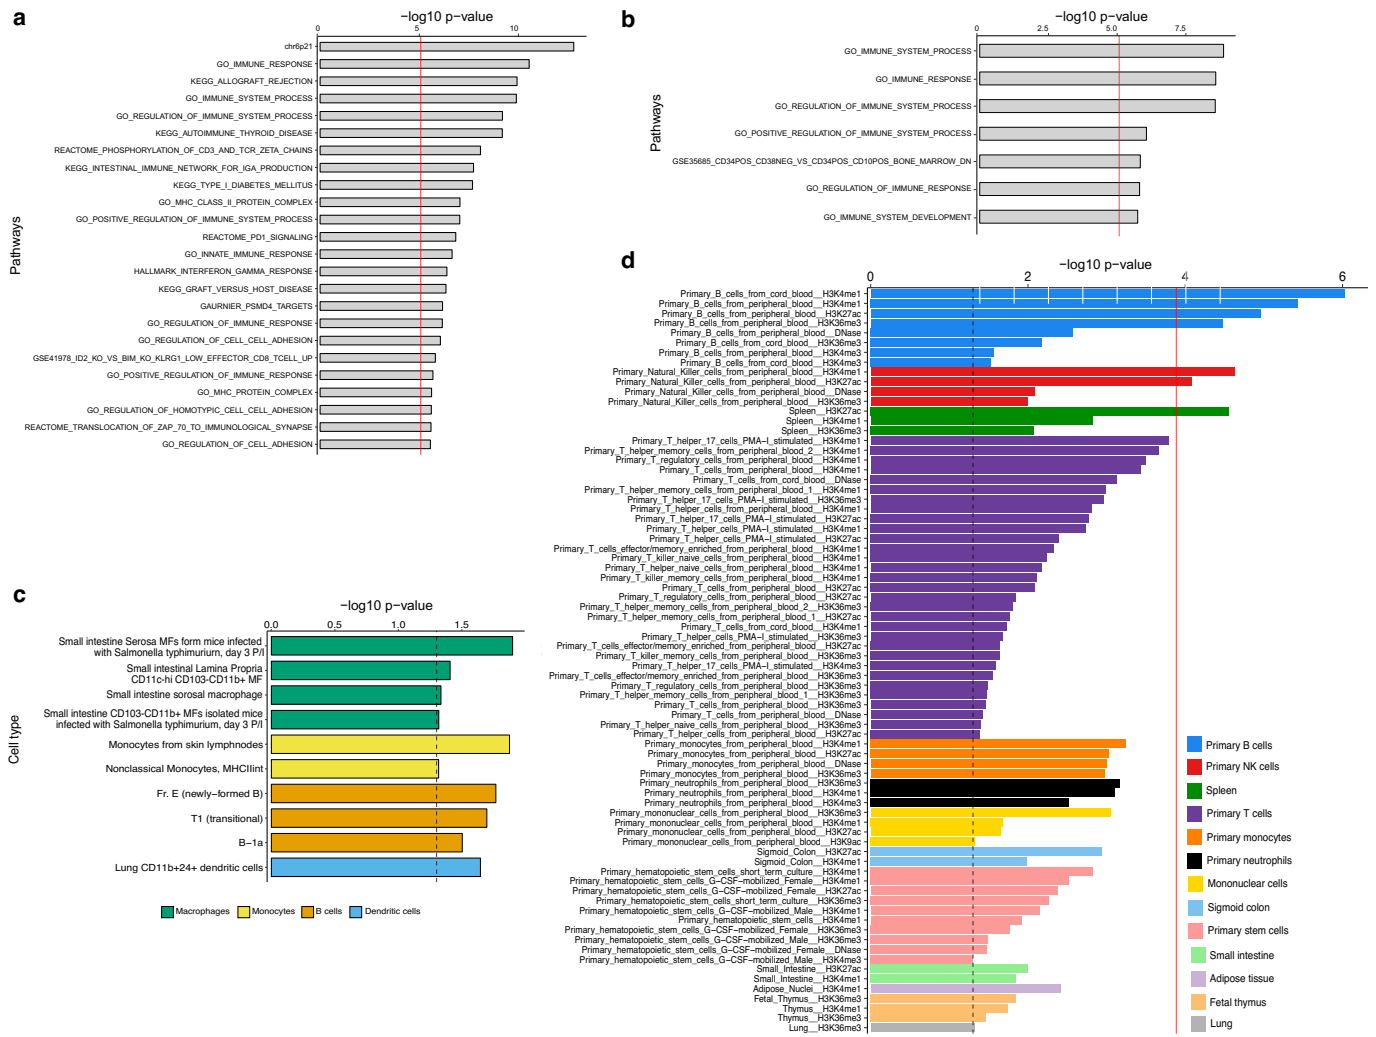 a
−log10 p−value
0
5
10
Pathways
chr6p21
GO_IMMUNE_RESPONSE
KEGG_ALLOGRAFT_REJECTION
GO_IMMUNE_SYSTEM_PROCESS
GO_REGULATION_OF_IMMUNE_SYSTEM_PROCESS
KEGG_AUTOIMMUNE_THYROID_DISEASE
REACTOME_PHOSPHORYLATION_OF_CD3_AND_TCR_ZETA_CHAINS
KEGG_INTESTINAL_IMMUNE_NETWORK_FOR_IGA_PRODUCTION
KEGG_TYPE_I_DIABETES_MELLITUS
GO_MHC_CLASS_II_PROTEIN_COMPLEX
GO_POSITIVE_REGULATION_OF_IMMUNE_SYSTEM_PROCESS
REACTOME_PD1_SIGNALING
GO_INNATE_IMMUNE_RESPONSE
HALLMARK_INTERFERON_GAMMA_RESPONSE
KEGG_GRAFT_VERSUS_HOST_DISEASE
GAURNIER_PSMD4_TARGETS
GO_REGULATION_OF_IMMUNE_RESPONSE
GO_REGULATION_OF_CELL_CELL_ADHESION
GSE41978_ID2_KO_VS_BIM_KO_KLRG1_LOW_EFFECTOR_CD8_TCELL_UP
GO_POSITIVE_REGULATION_OF_IMMUNE_RESPONSE
GO_MHC_PROTEIN_COMPLEX
GO_REGULATION_OF_HOMOTYPIC_CELL_CELL_ADHESION
REACTOME_TRANSLOCATION_OF_ZAP_70_TO_IMMUNOLOGICAL_SYNAPSE
GO_REGULATION_OF_CELL_ADHESION
b
−log10 p−value
0
2.5
5.0
7.5
Pathways
GO_IMMUNE_SYSTEM_PROCESS
GO_IMMUNE_RESPONSE
GO_REGULATION_OF_IMMUNE_SYSTEM_PROCESS
GO_POSITIVE_REGULATION_OF_IMMUNE_SYSTEM_PROCESS
GSE35685_CD34POS_CD38NEG_VS_CD34POS_CD10POS_BONE_MARROW_DN
GO_REGULATION_OF_IMMUNE_RESPONSE
GO_IMMUNE_SYSTEM_DEVELOPMENT
c
−log10 p−value
0.0
0,5
1,0
1,5
Cell type
Small intestine Serosa MFs form mice infected
with Salmonella typhimurium, day 3 P/I
Small intestinal Lamina Propria
CD11c-hi CD103-CD11b+ MF
Small intestine sorosal macrophage
Small intestine CD103-CD11b+ MFs isolated mice
infected with Salmonella typhimurium, day 3 P/I
Monocytes from skin lymphnodes
Nonclassical Monocytes, MHCIIint
Fr. E (newly−formed B)
T1 (transitional)
B−1a
Lung CD11b+24+ dendritic cells
Macrophages
Monocytes
B cells
Dendritic cells
d
−log10 p−value
0
2
4
6
Primary_B_cells_from_cord_blood__H3K4me1
Primary_B_cells_from_peripheral_blood__H3K4me1
Primary_B_cells_from_peripheral_blood__H3K27ac
Primary_B_cells_from_peripheral_blood__H3K36me3
Primary_B_cells_from_peripheral_blood__DNase
Primary_B_cells_from_cord_blood__H3K36me3
Primary_B_cells_from_peripheral_blood__H3K4me3
Primary_B_cells_from_cord_blood__H3K4me3
Primary_Natural_Killer_cells_from_peripheral_blood__H3K4me1
Primary_Natural_Killer_cells_from_peripheral_blood__H3K27ac
Primary_Natural_Killer_cells_from_peripheral_blood__DNase
Primary_Natural_Killer_cells_from_peripheral_blood__H3K36me3
Spleen__H3K27ac
Spleen__H3K4me1
Spleen__H3K36me3
Primary_T_helper_17_cells_PMA−I_stimulated__H3K4me1
Primary_T_helper_memory_cells_from_peripheral_blood_2__H3K4me1
Primary_T_regulatory_cells_from_peripheral_blood__H3K4me1
Primary_T_cells_from_peripheral_blood__H3K4me1
Primary_T_cells_from_cord_blood__DNase
Primary_T_helper_memory_cells_from_peripheral_blood_1__H3K4me1
Primary_T_helper_17_cells_PMA−I_stimulated__H3K36me3
Primary_T_helper_cells_from_peripheral_blood__H3K4me1
Primary_T_helper_17_cells_PMA−I_stimulated__H3K27ac
Primary_T_helper_cells_PMA−I_stimulated__H3K4me1
Primary_T_helper_cells_PMA−I_stimulated__H3K27ac
Primary_T_cells_effector/memory_enriched_from_peripheral_blood__H3K4me1
Primary_T_killer_naive_cells_from_peripheral_blood__H3K4me1
Primary_T_helper_naive_cells_from_peripheral_blood__H3K4me1
Primary_T_killer_memory_cells_from_peripheral_blood__H3K4me1
Primary_T_cells_from_peripheral_blood__H3K27ac
Primary_T_regulatory_cells_from_peripheral_blood__H3K27ac
Primary_T_helper_memory_cells_from_peripheral_blood_2__H3K36me3
Primary_T_helper_memory_cells_from_peripheral_blood_1__H3K27ac
Primary_T_cells_from_cord_blood__H3K4me1
Primary_T_helper_cells_PMA−I_stimulated__H3K36me3
Primary_T_cells_effector/memory_enriched_from_peripheral_blood__H3K27ac
Primary_T_killer_memory_cells_from_peripheral_blood__H3K36me3
Primary_T_helper_17_cells_PMA−I_stimulated__H3K4me3
Primary_T_cells_effector/memory_enriched_from_peripheral_blood__H3K36me3
Primary_T_regulatory_cells_from_peripheral_blood__H3K36me3
Primary_T_helper_memory_cells_from_peripheral_blood_1__H3K36me3
Primary_T_cells_from_peripheral_blood__H3K36me3
Primary_T_cells_from_peripheral_blood__DNase
Primary_T_helper_naive_cells_from_peripheral_blood__H3K36me3
Primary_T_helper_cells_from_peripheral_blood__H3K27ac
Primary_monocytes_from_peripheral_blood__H3K4me1
Primary_monocytes_from_peripheral_blood__H3K27ac
Primary_monocytes_from_peripheral_blood__DNase
Primary_monocytes_from_peripheral_blood__H3K36me3
Primary_neutrophils_from_peripheral_blood__H3K36me3
Primary_neutrophils_from_peripheral_blood__H3K4me1
Primary_neutrophils_from_peripheral_blood__H3K4me3
Primary_mononuclear_cells_from_peripheral_blood__H3K36me3
Primary_mononuclear_cells_from_peripheral_blood__H3K4me1
Primary_mononuclear_cells_from_peripheral_blood__H3K27ac
Primary_mononuclear_cells_from_peripheral_blood__H3K9ac
Sigmoid_Colon__H3K27ac
Sigmoid_Colon__H3K4me1
Primary_hematopoietic_stem_cells_short_term_culture__H3K4me1
Primary_hematopoietic_stem_cells_G−CSF−mobilized_Female__H3K4me1
Primary_hematopoietic_stem_cells_G−CSF−mobilized_Female__H3K27ac
Primary_hematopoietic_stem_cells_short_term_culture__H3K36me3
Primary_hematopoietic_stem_cells_G−CSF−mobilized_Male__H3K4me1
Primary_hematopoietic_stem_cells__H3K4me1
Primary_hematopoietic_stem_cells_G−CSF−mobilized_Female__H3K36me3
Primary_hematopoietic_stem_cells_G−CSF−mobilized_Male__H3K36me3
Primary_hematopoietic_stem_cells_G−CSF−mobilized_Female__DNase
Primary_hematopoietic_stem_cells_G−CSF−mobilized_Male__H3K4me3
Small_Intestine__H3K27ac
Small_Intestine__H3K4me1
Adipose_Nuclei__H3K4me1
Fetal_Thymus__H3K36me3
Thymus__H3K4me1
Thymus__H3K36me3
Lung__H3K36me3
Primary B cells
Primary NK cells
Spleen
Primary T cells
Primary monocytes
Primary neutrophils
Mononuclear cells
Sigmoid colon
Primary stem cells
Small intestine
Adipose tissue
Fetal thymus
Lung